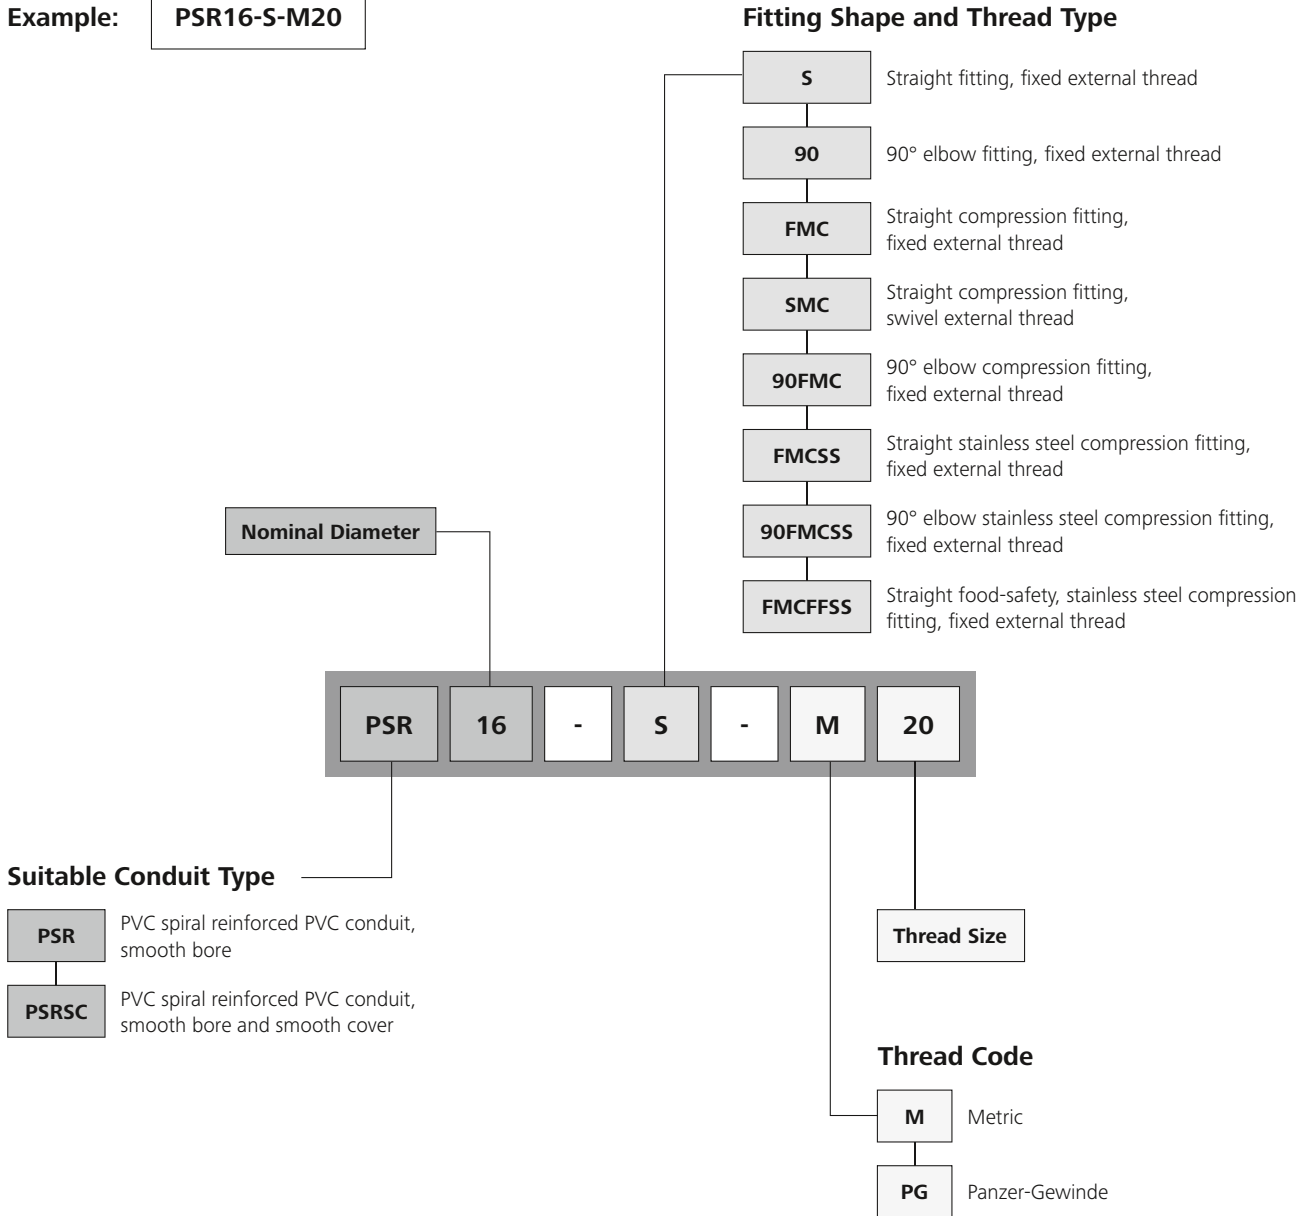 Example:
PSR16-S-M20
Fitting Shape and Thread Type
S
Straight fitting, fixed external thread
90
90° elbow fitting, fixed external thread
FMC
Straight compression fitting,
fixed external thread
SMC
Straight compression fitting,
swivel external thread
90FMC
90° elbow compression fitting,
fixed external thread
FMCSS
Straight stainless steel compression fitting,
fixed external thread
90FMCSS
90° elbow stainless steel compression fitting,
fixed external thread
FMCFFSS
Straight food-safety, stainless steel compression
fitting, fixed external thread
Nominal Diameter
PSR 16 - S - M 20
Suitable Conduit Type
PSR
PVC spiral reinforced PVC conduit,
smooth bore
PSRSC
PVC spiral reinforced PVC conduit,
smooth bore and smooth cover
Thread Size
Thread Code
M
Metric
PG
Panzer-Gewinde